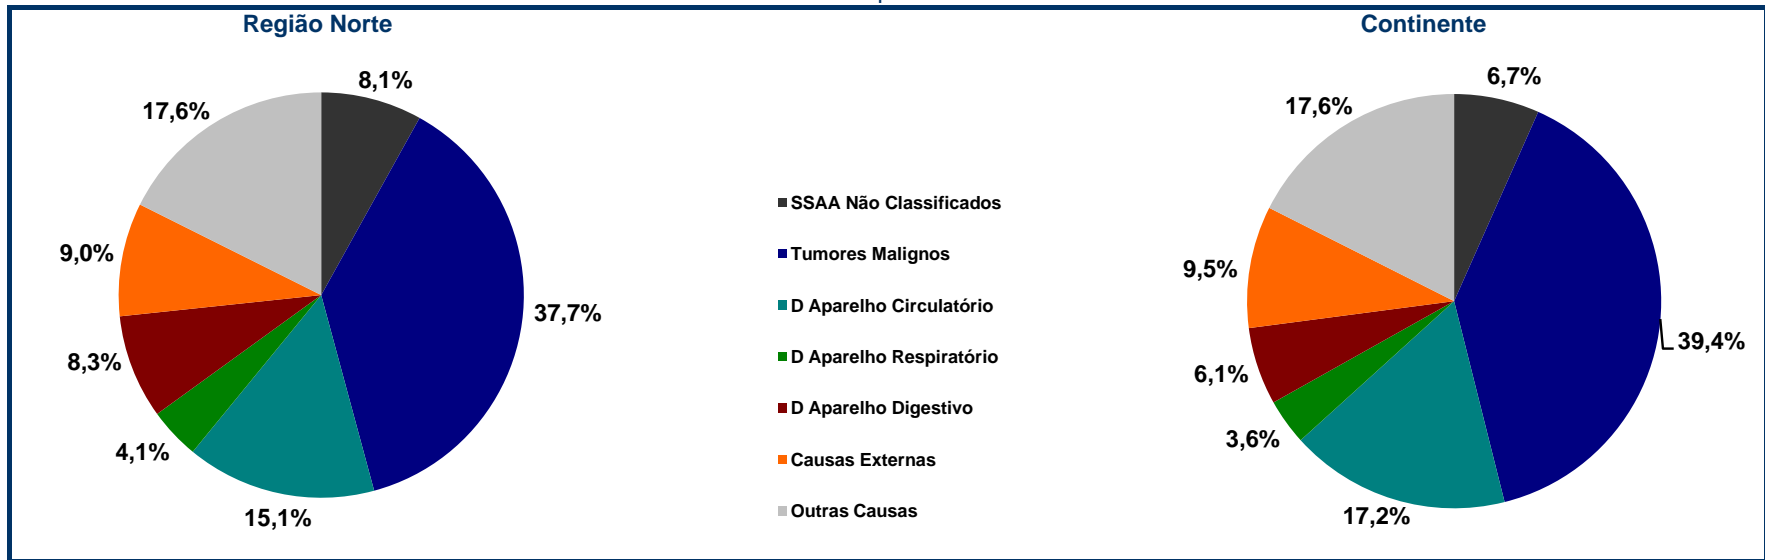 Região Norte
8,1%
17,6%
9,0%
37,7%
8,3%
4,1%
15,1%
SSAA Não Classificados
Tumores Malignos
D Aparelho Circulatório
D Aparelho Respiratório
D Aparelho Digestivo
Causas Externas
Outras Causas
Continente
6,7%
17,6%
9,5%
39,4%
6,1%
3,6%
17,2%